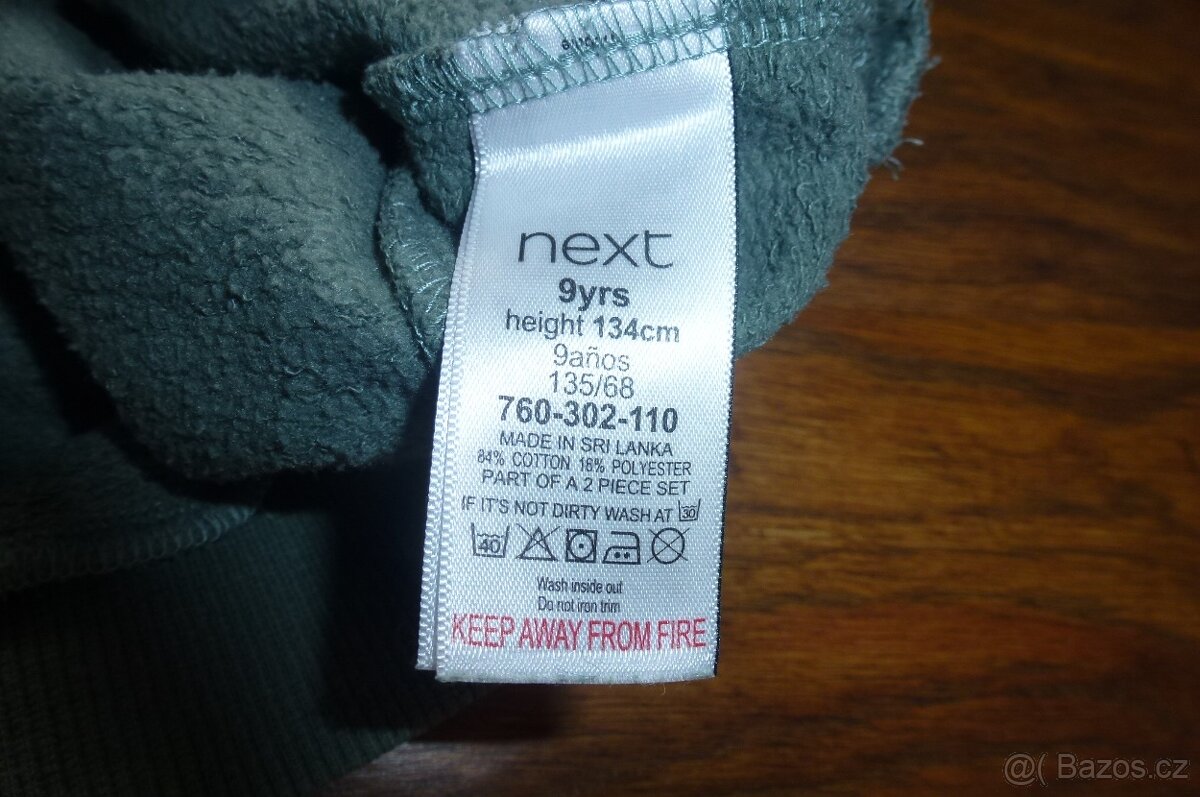 next
9yrs
height 134cm
9años
135/68
760-302-110
MADE IN SRI LANKA
84% COTTON 16% POLYESTER
PART OF A 2 PIECE SET
IF IT'S NOT DIRTY WASH AT 30
40
Wash inside out
Do not iron trim
KEEP AWAY FROM FIRE
@( Bazos.cz